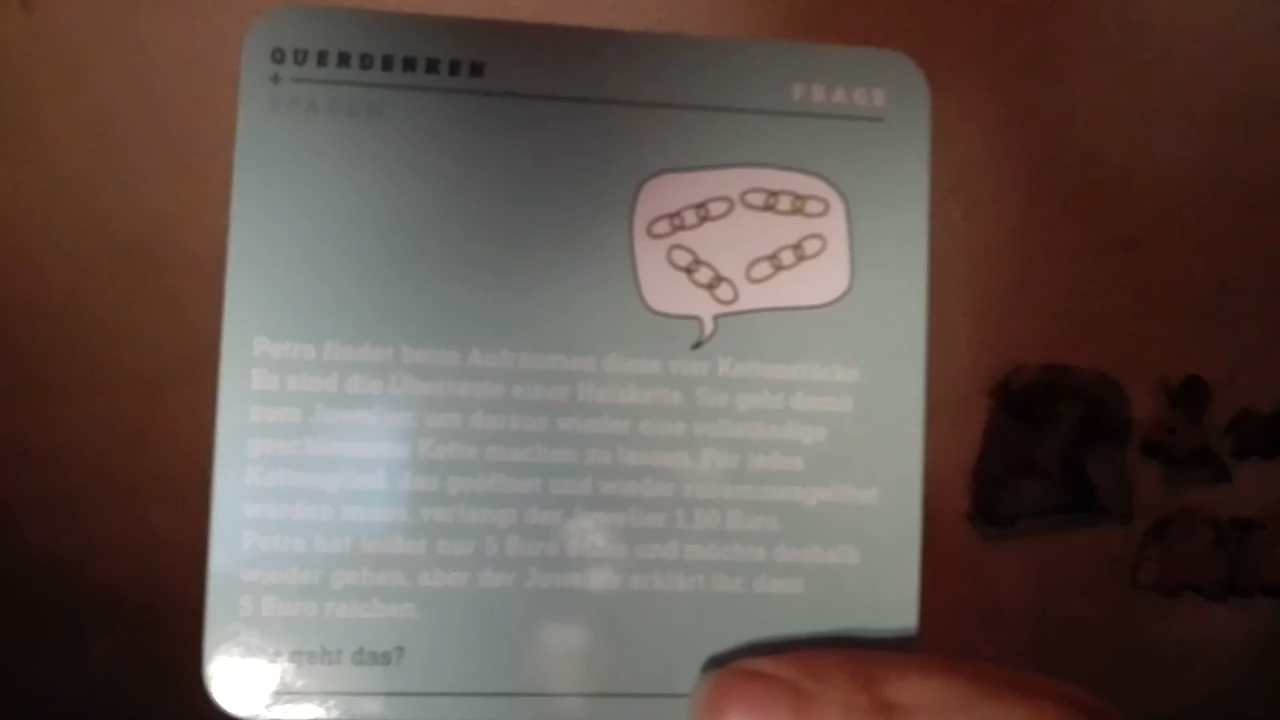 QUERDENKEN
+
SPAREN
FRAGE
Petra findet beim Aufräumen diese vier Kettenstücke.
Es sind die Überreste einer Halskette. Sie geht damit
zum Juwelier, um daraus wieder eine vollständige
geschlossene Kette machen zu lassen. Für jedes
Kettenglied, das geöffnet und wieder
werden muss, verlangt der Juwelier 1.50 Euro.
Petra hat leider nur 5 Euro und möchte deshalb
wieder gehen, aber der Juwelier erklärt ihr, dass
5 Euro reichen.
geht das?